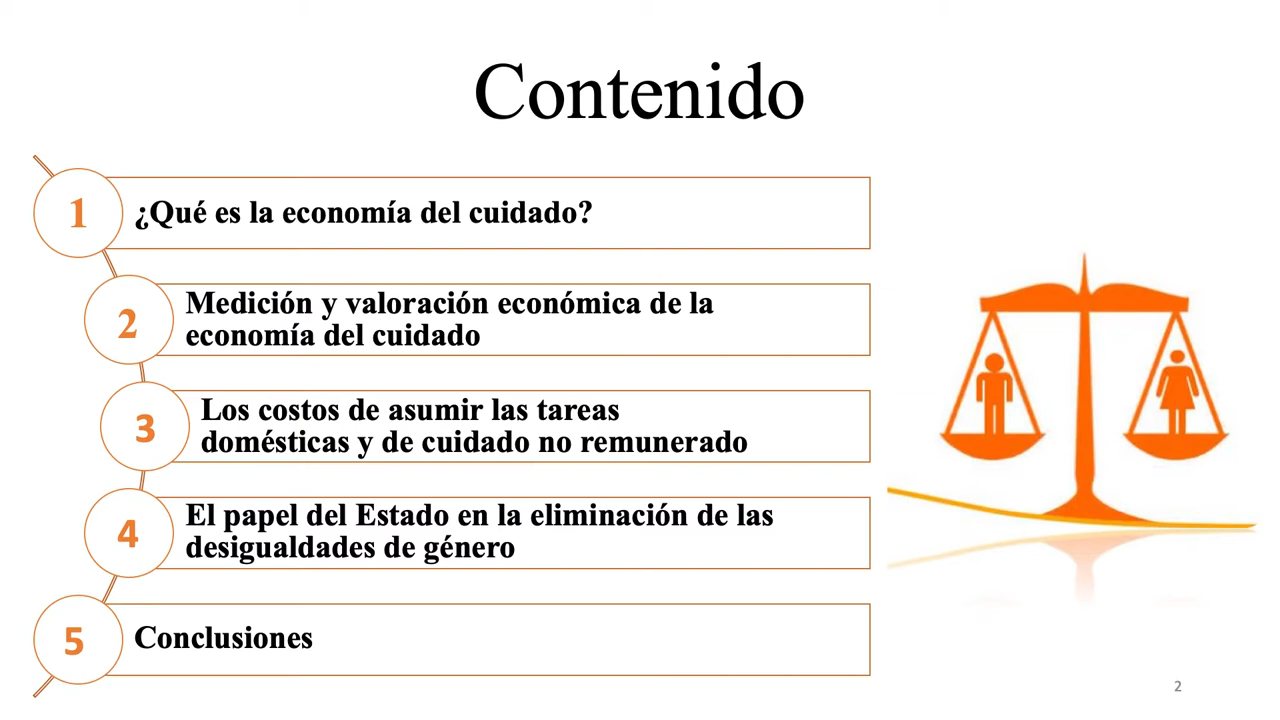 Contenido
1
¿Qué es la economía del cuidado?
2
Medición y valoración económica de la
economía del cuidado
3
Los costos de asumir las tareas
domésticas y de cuidado no remunerado
4
El papel del Estado en la eliminación de las
desigualdades de género
5
Conclusiones
2